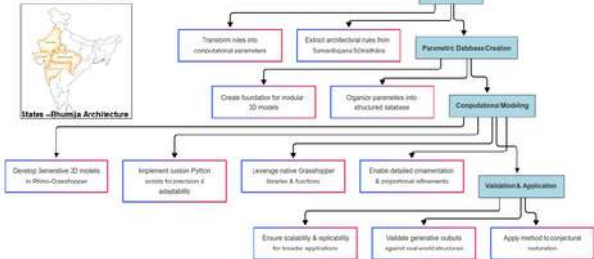 Transform rules into
computational parameters
Extract architectural rules from
Samarāṅgaṇa Sūtradhāra
Parametric Database Creation
States –Bhumija Architecture
Create foundation for modular
3D models
Organize parameters into
structured database
Computational Modeling
Develop Generative 3D models
in Rhino-Grasshopper
Implement custom Python
scripts for precision &
adaptability
Leverage native Grasshopper
libraries & functions
Enable detailed ornamentation
& proportional refinements
Validation & Application
Ensure scalability & replicability
for broader applications
Validate generative outputs
against real-world structures
Apply method to conjectural
restoration